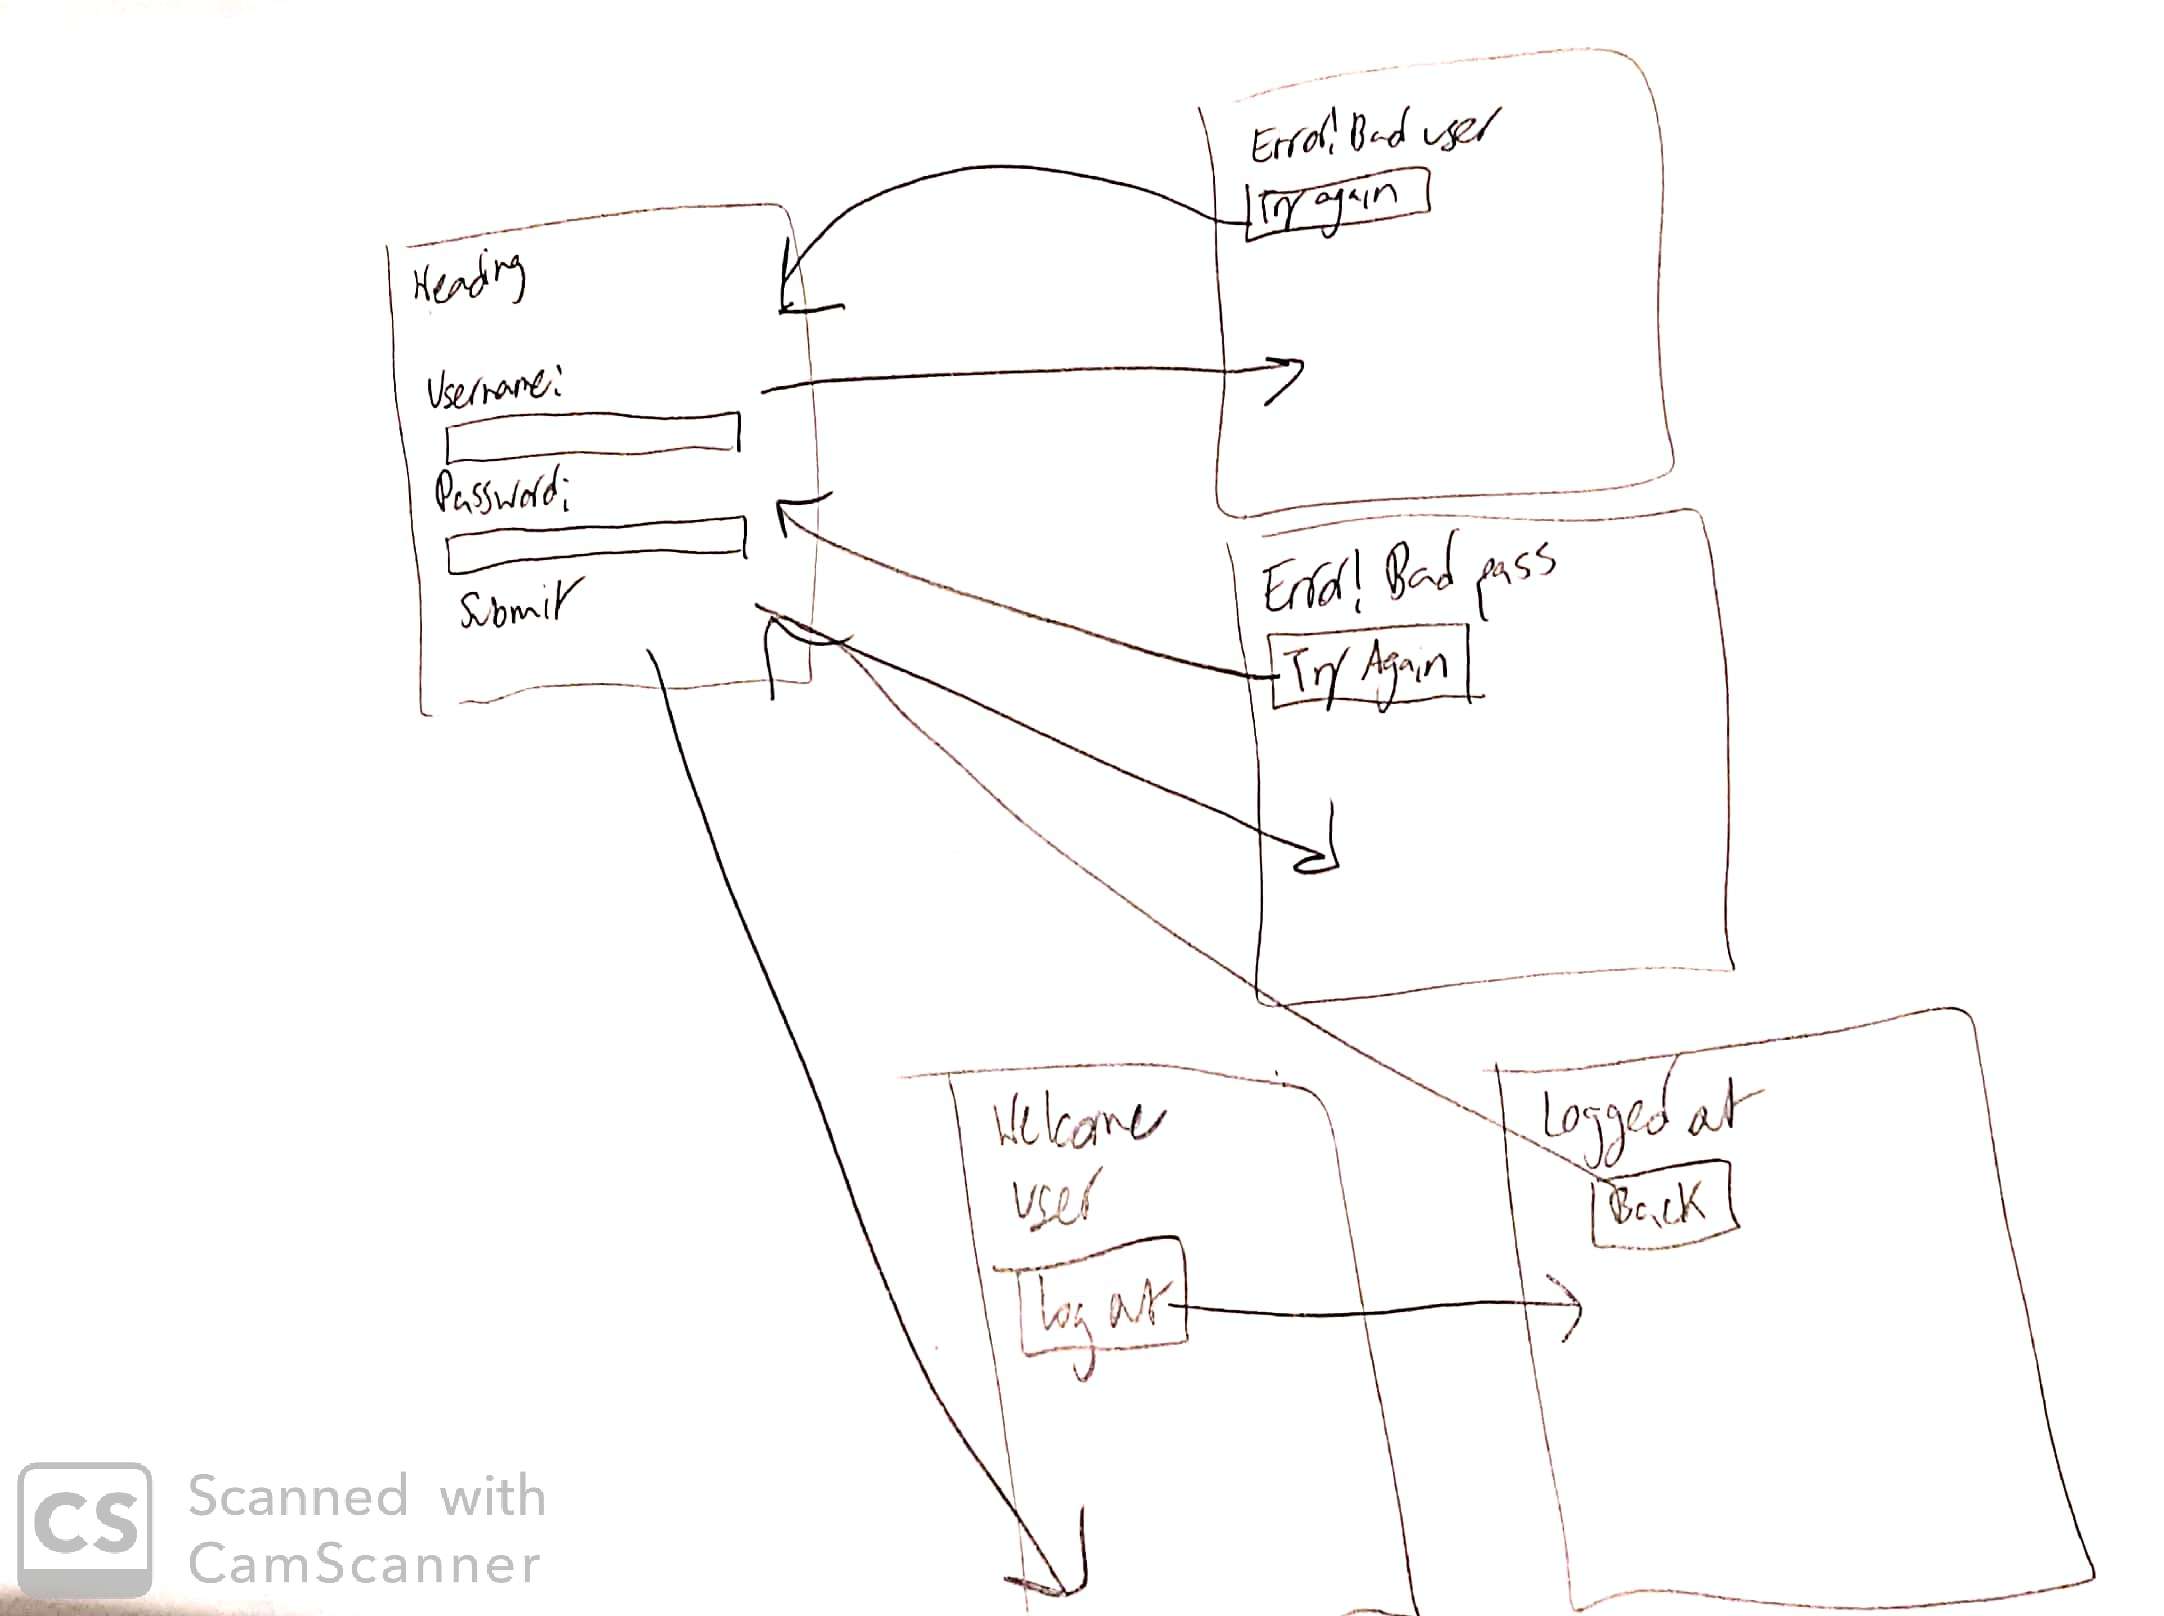 Heading
Username:
Password:
Submit
Error! Bad user
Try again
Error! Bad pass
Try Again
Welcome
user
Log out
Logged out
Back
CS
Scanned with
CamScanner